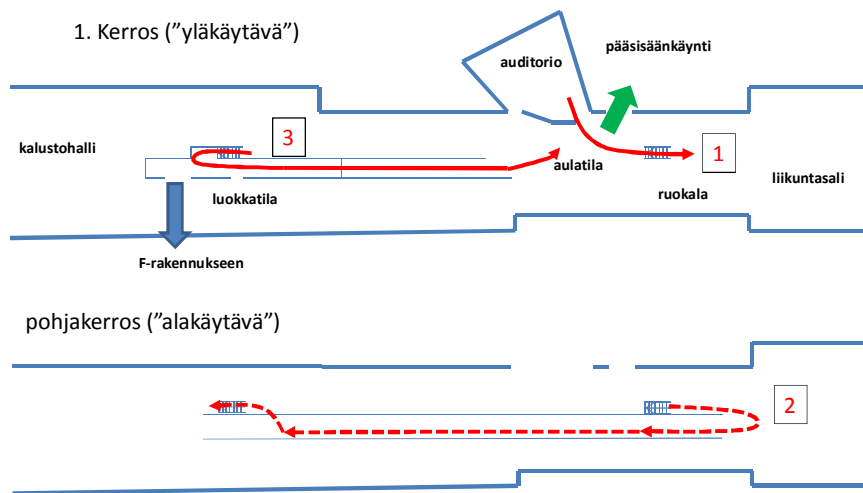 1. Kerros (”yläkäytävä”)
auditorio
pääsisäänkäynti
kalustohalli
3
1
aulatila
luokkatila
ruokala
liikuntasali
F-rakennukseen
pohjakerros (”alakäytävä”)
2